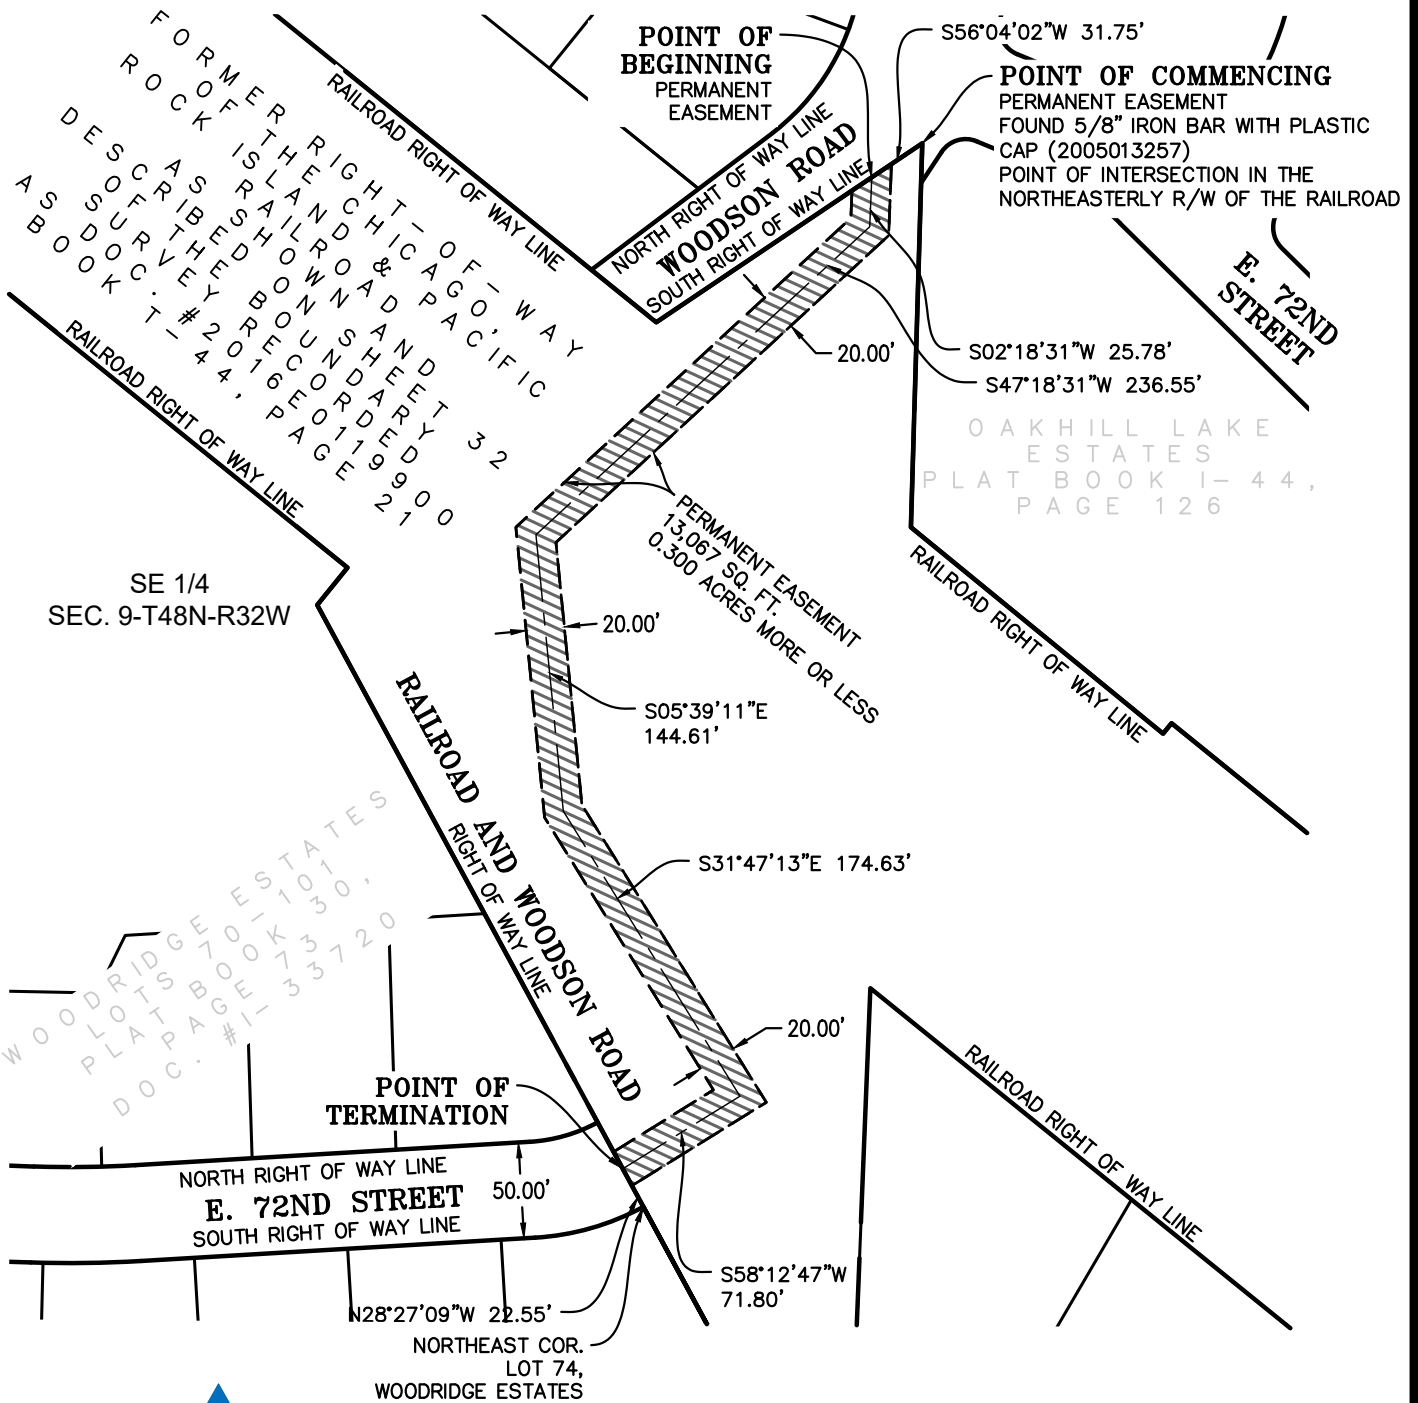 FORMER RIGHT-OF-WAY
OF THE CHICAGO,
ROCK ISLAND & PACIFIC
RAILROAD
AS SHOWN AND
DESCRIBED ON SHEET 32
OF THE BOUNDARY
SURVEY RECORDED
AS DOC. #2016E0119900
BOOK T-44, PAGE 21
RAILROAD RIGHT OF WAY LINE
RAILROAD RIGHT OF WAY LINE
POINT OF
BEGINNING
PERMANENT
EASEMENT
S56°04'02"W 31.75'
POINT OF COMMENCING
PERMANENT EASEMENT
FOUND 5/8" IRON BAR WITH PLASTIC
CAP (2005013257)
POINT OF INTERSECTION IN THE
NORTHEASTERLY R/W OF THE RAILROAD
NORTH RIGHT OF WAY LINE
WOODSON ROAD
SOUTH RIGHT OF WAY LINE
E. 72ND
STREET
20.00'
S02°18'31"W 25.78'
S47°18'31"W 236.55'
OAKHILL LAKE
ESTATES
PLAT BOOK I-44,
PAGE 126
PERMANENT EASEMENT
13,067 SQ. FT.
0.300 ACRES MORE OR LESS
RAILROAD RIGHT OF WAY LINE
SE 1/4
SEC. 9-T48N-R32W
20.00'
S05°39'11"E
144.61'
RAILROAD AND WOODSON ROAD
RIGHT OF WAY LINE
S31°47'13"E 174.63'
WOODRIDGE ESTATES
LOTS 70-101
PLAT BOOK 30,
PAGE 73
DOC. #I-33720
20.00'
RAILROAD RIGHT OF WAY LINE
POINT OF
TERMINATION
NORTH RIGHT OF WAY LINE
E. 72ND STREET
SOUTH RIGHT OF WAY LINE
50.00'
S58°12'47"W
71.80'
N28°27'09"W 22.55'
NORTHEAST COR.
LOT 74,
WOODRIDGE ESTATES